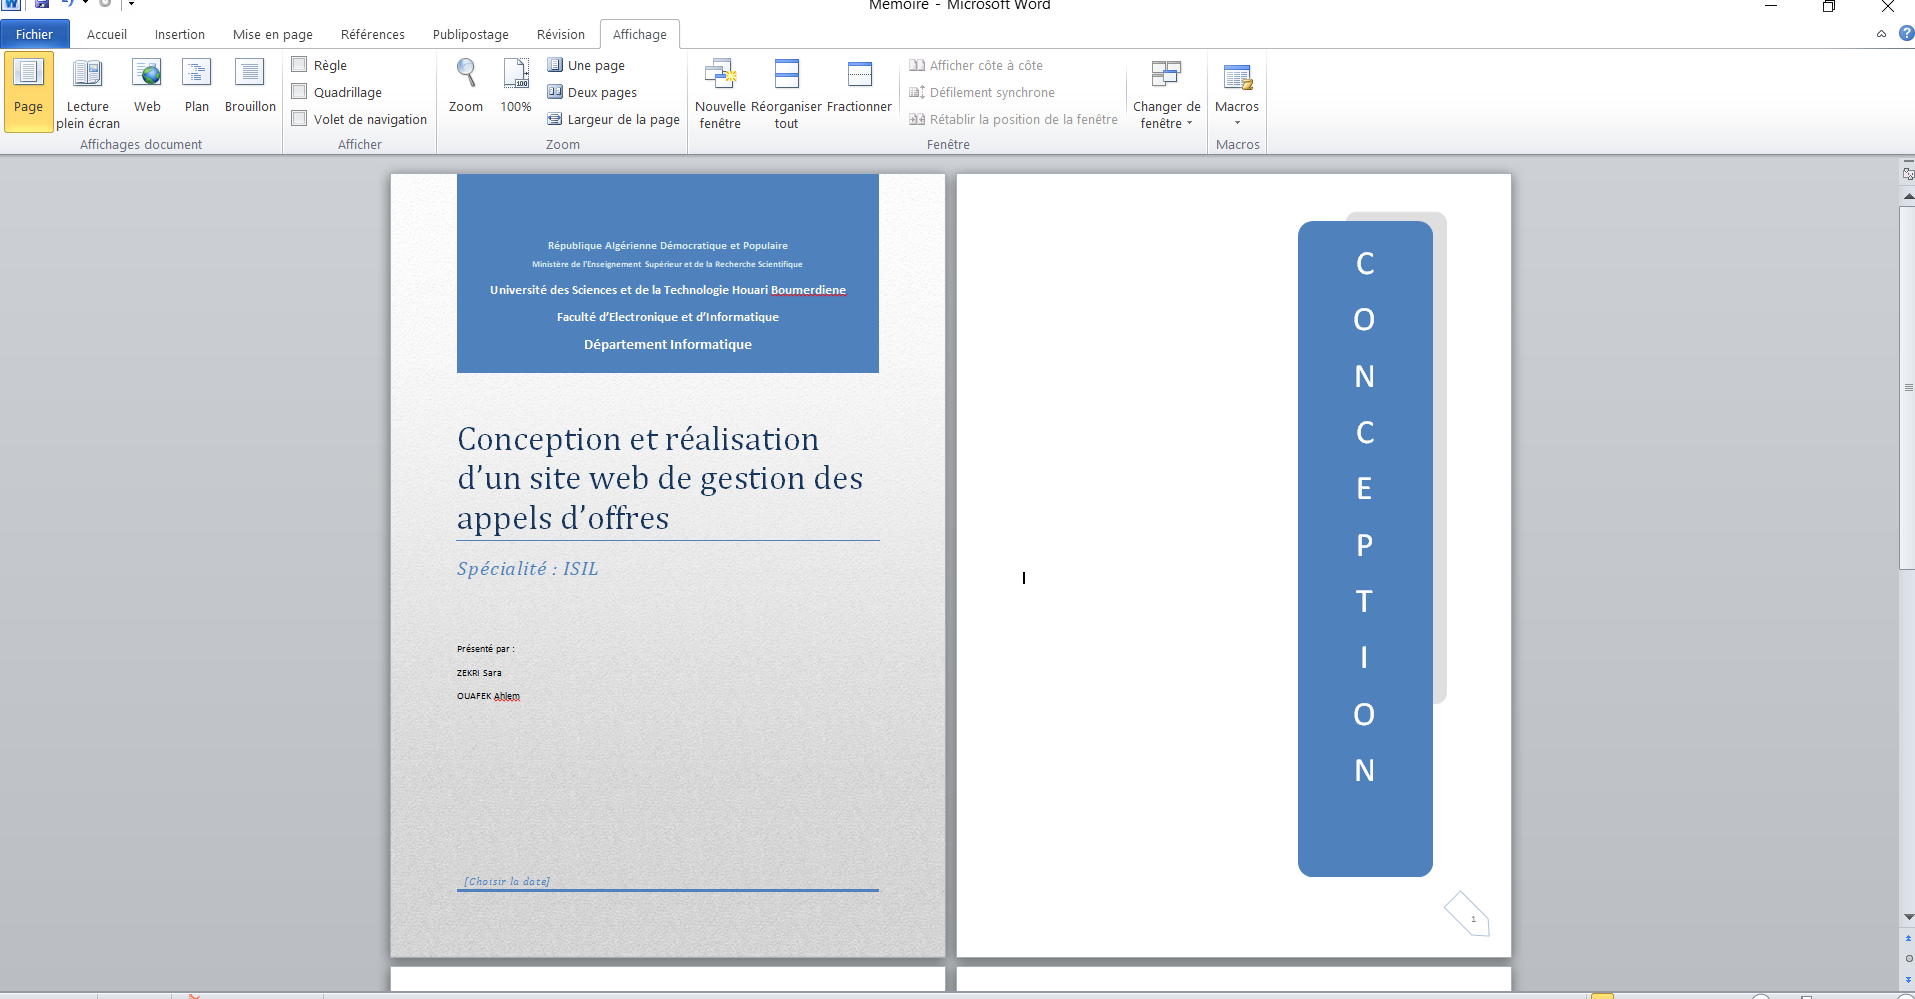 Mémoire - Microsoft Word
Fichier Accueil Insertion Mise en page Références Publipostage Révision Affichage
Page
Lecture
plein écran
Web
Plan
Brouillon
Affichages document
Règle
Quadrillage
Volet de navigation
Afficher
Zoom
100%
Une page
Deux pages
Largeur de la page
Zoom
Nouvelle
fenêtre
Réorganiser
tout
Fractionner
Afficher côte à côte
Défilement synchrone
Rétablir la position de la fenêtre
Fenêtre
Changer de
fenêtre
Macros
Macros
République Algérienne Démocratique et Populaire
Ministère de l'Enseignement Supérieur et de la Recherche Scientifique
Université des Sciences et de la Technologie Houari Boumerdiene
Faculté d'Electronique et d'Informatique
Département Informatique
Conception et réalisation
d'un site web de gestion des
appels d'offres
Spécialité : ISIL
Présenté par :
ZEKRI Sara
OUAFEK Ahlem
[Choisir la date]
C
O
N
C
E
P
T
I
O
N
1